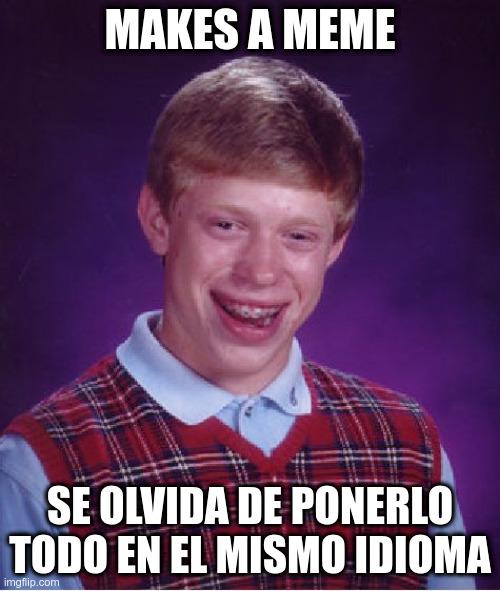 MAKES A MEME
SE OLVIDA DE PONERLO
TODO EN EL MISMO IDIOMA
imgflip.com